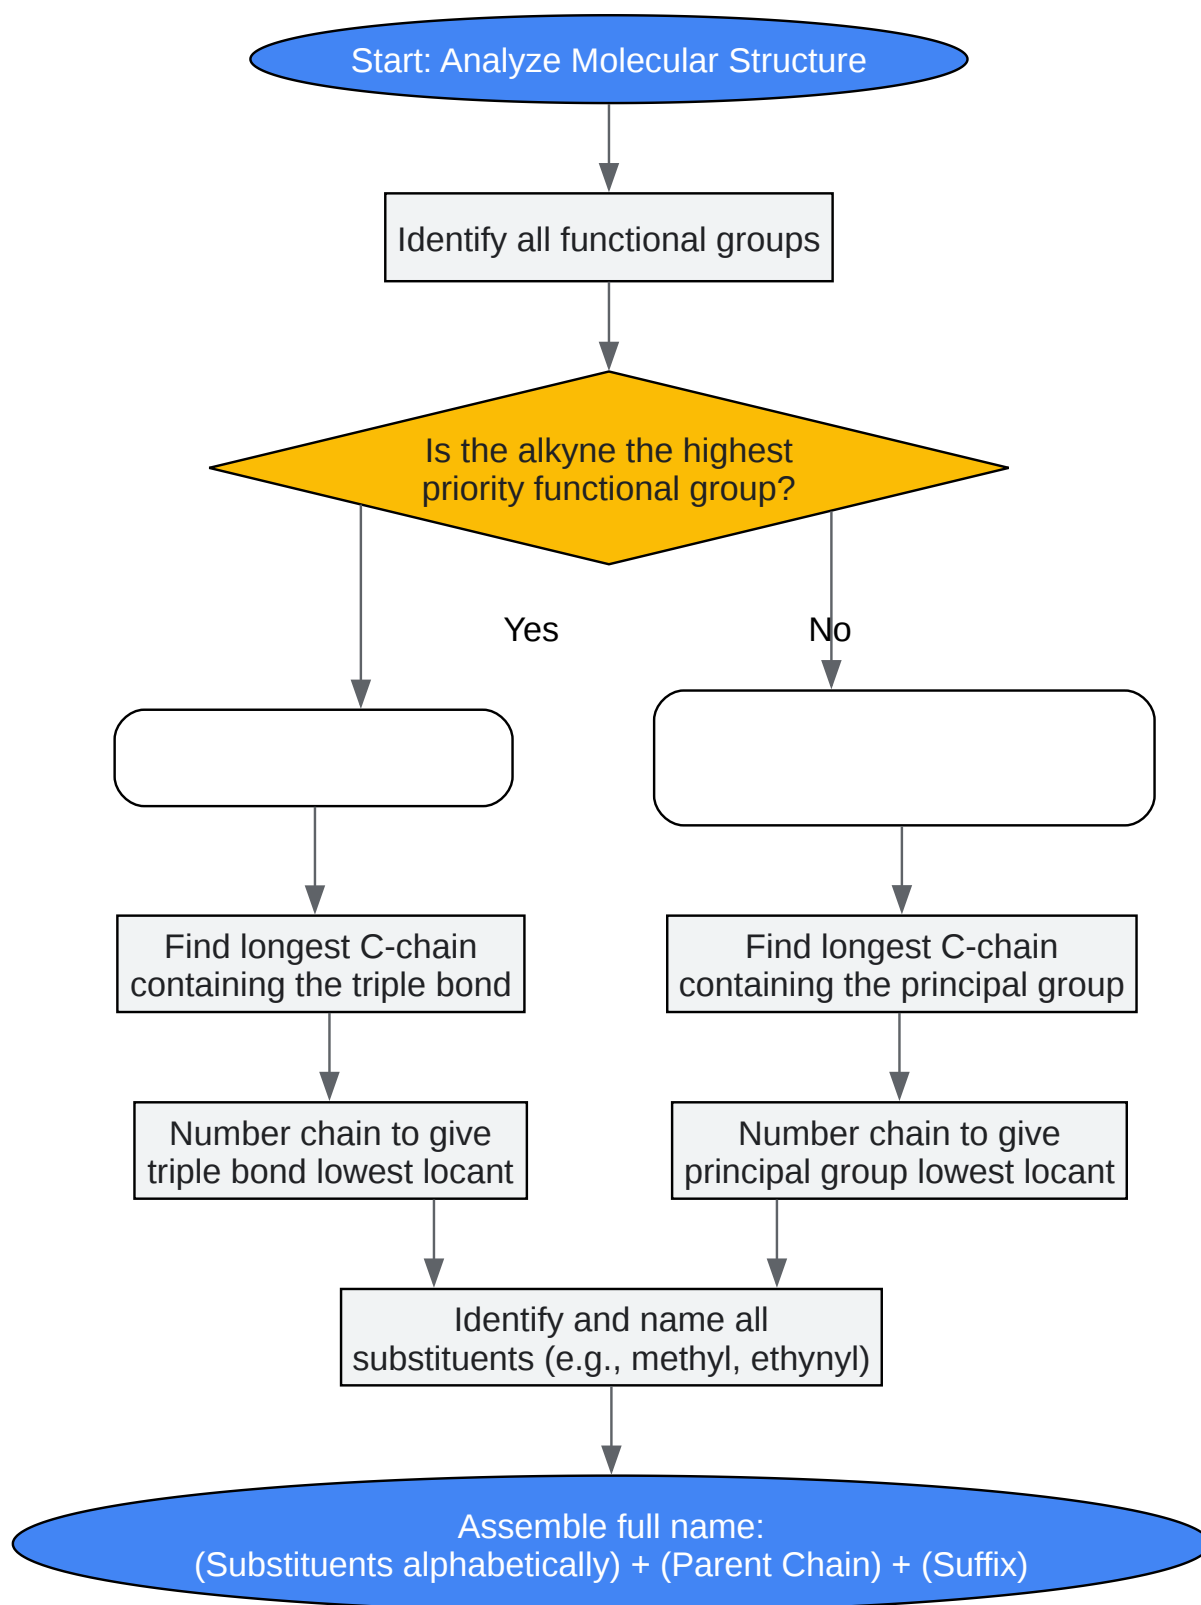 Start: Analyze Molecular Structure
Identify all functional groups
Is the alkyne the highest
priority functional group?
Yes
No
Find longest C-chain
containing the triple bond
Find longest C-chain
containing the principal group
Number chain to give
triple bond lowest locant
Number chain to give
principal group lowest locant
Identify and name all
substituents (e.g., methyl, ethynyl)
Assemble full name:
(Substituents alphabetically) + (Parent Chain) + (Suffix)